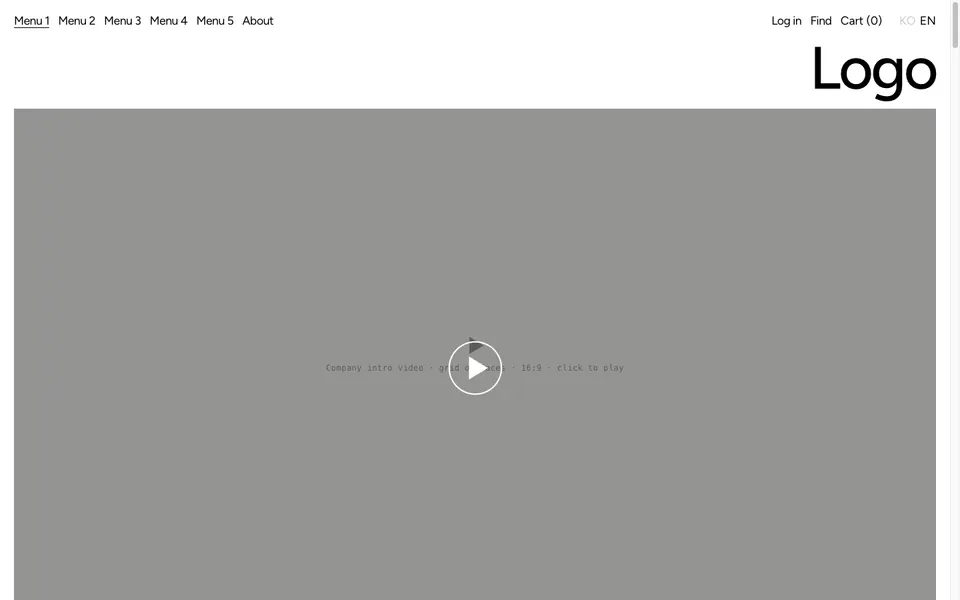 Menu 1 Menu 2 Menu 3 Menu 4 Menu 5 About Log in Find Cart (0) KO EN
Logo
Company intro video · grid · 16:9 · click to play